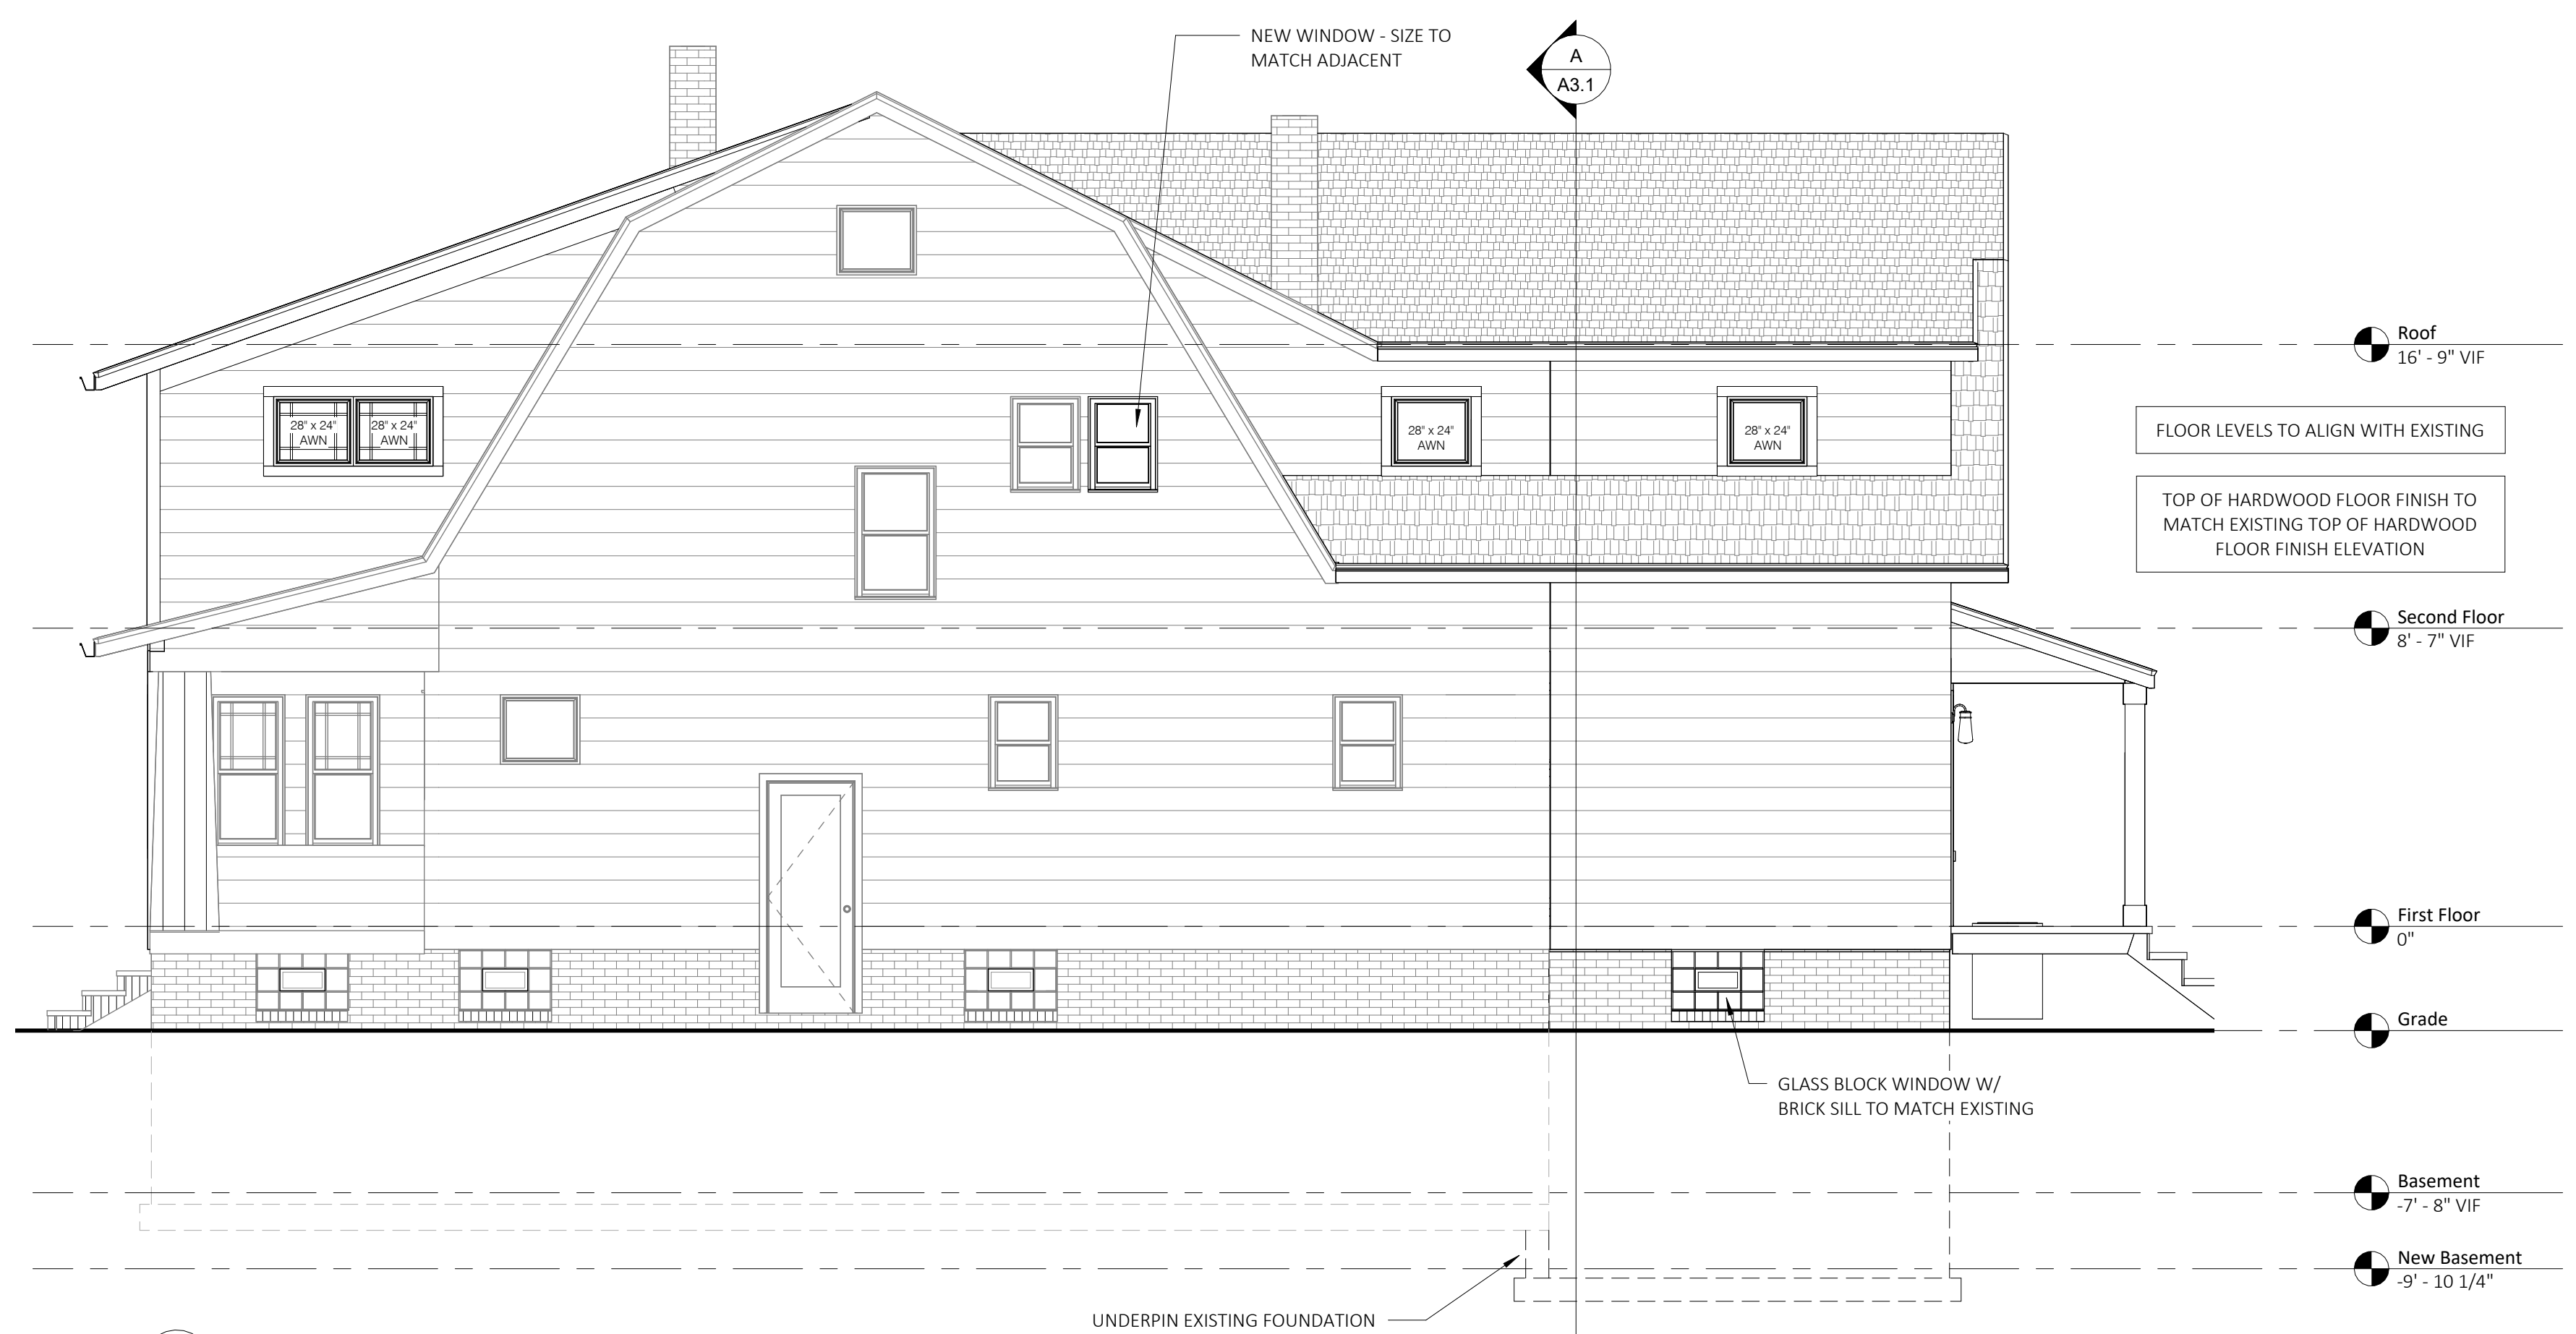 NEW WINDOW - SIZE TO
MATCH ADJACENT
A
A3.1
Roof
16' - 9" VIF
28" x 24"
AWN
28" x 24"
AWN
28" x 24"
AWN
28" x 24"
AWN
FLOOR LEVELS TO ALIGN WITH EXISTING
TOP OF HARDWOOD FLOOR FINISH TO
MATCH EXISTING TOP OF HARDWOOD
FLOOR FINISH ELEVATION
Second Floor
8' - 7" VIF
First Floor
0"
Grade
GLASS BLOCK WINDOW W/
BRICK SILL TO MATCH EXISTING
Basement
-7' - 8" VIF
New Basement
-9' - 10 1/4"
UNDERPIN EXISTING FOUNDATION